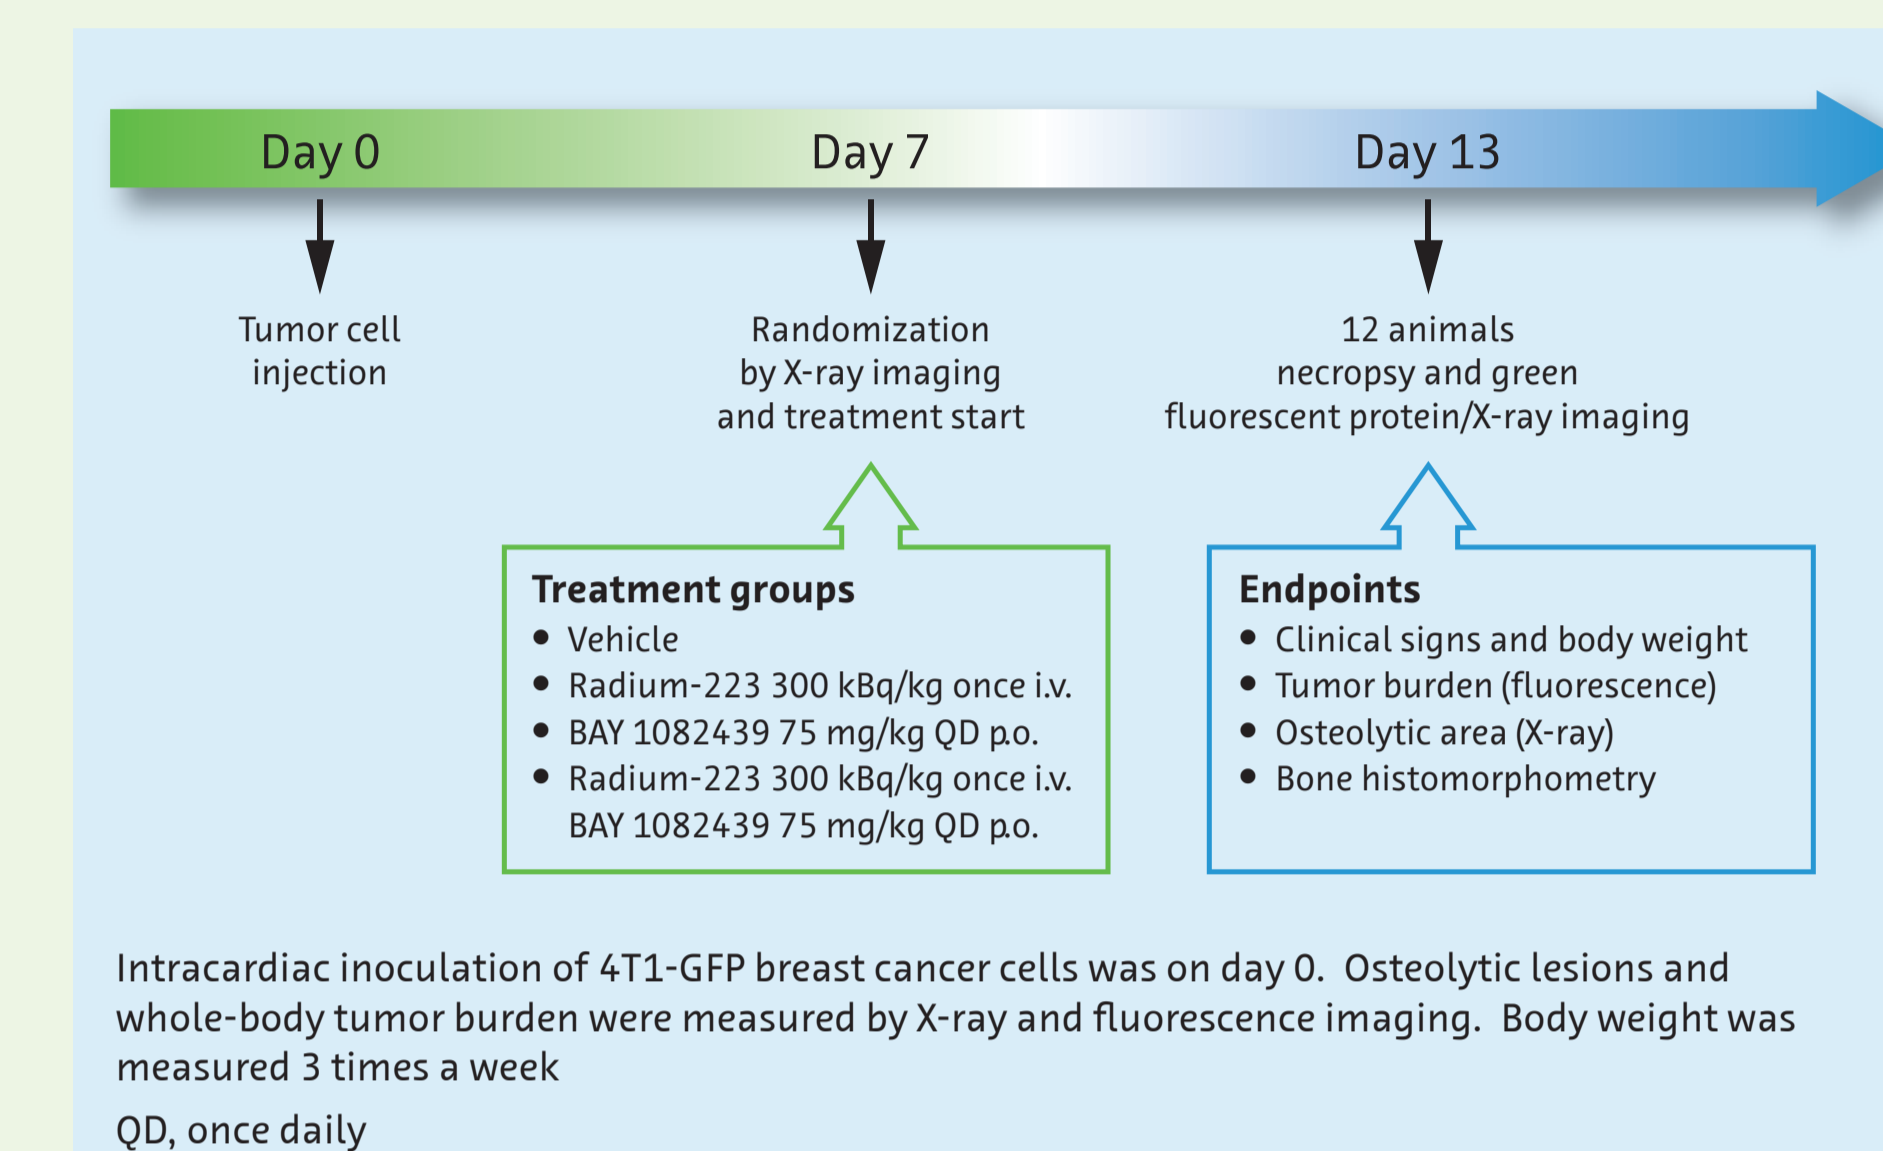 Day 0
Day 7
Day 13
Tumor cell
injection
Randomization
by X-ray imaging
and treatment start
12 animals
necropsy and green
fluorescent protein/X-ray imaging
Treatment groups
• Vehicle
• Radium-223 300 kBq/kg once i.v.
• BAY 1082439 75 mg/kg QD p.o.
• Radium-223 300 kBq/kg once i.v.
BAY 1082439 75 mg/kg QD p.o.
Endpoints
• Clinical signs and body weight
• Tumor burden (fluorescence)
• Osteolytic area (X-ray)
• Bone histomorphometry
Intracardiac inoculation of 4T1-GFP breast cancer cells was on day 0. Osteolytic lesions and
whole-body tumor burden were measured by X-ray and fluorescence imaging. Body weight was
measured 3 times a week
QD, once daily